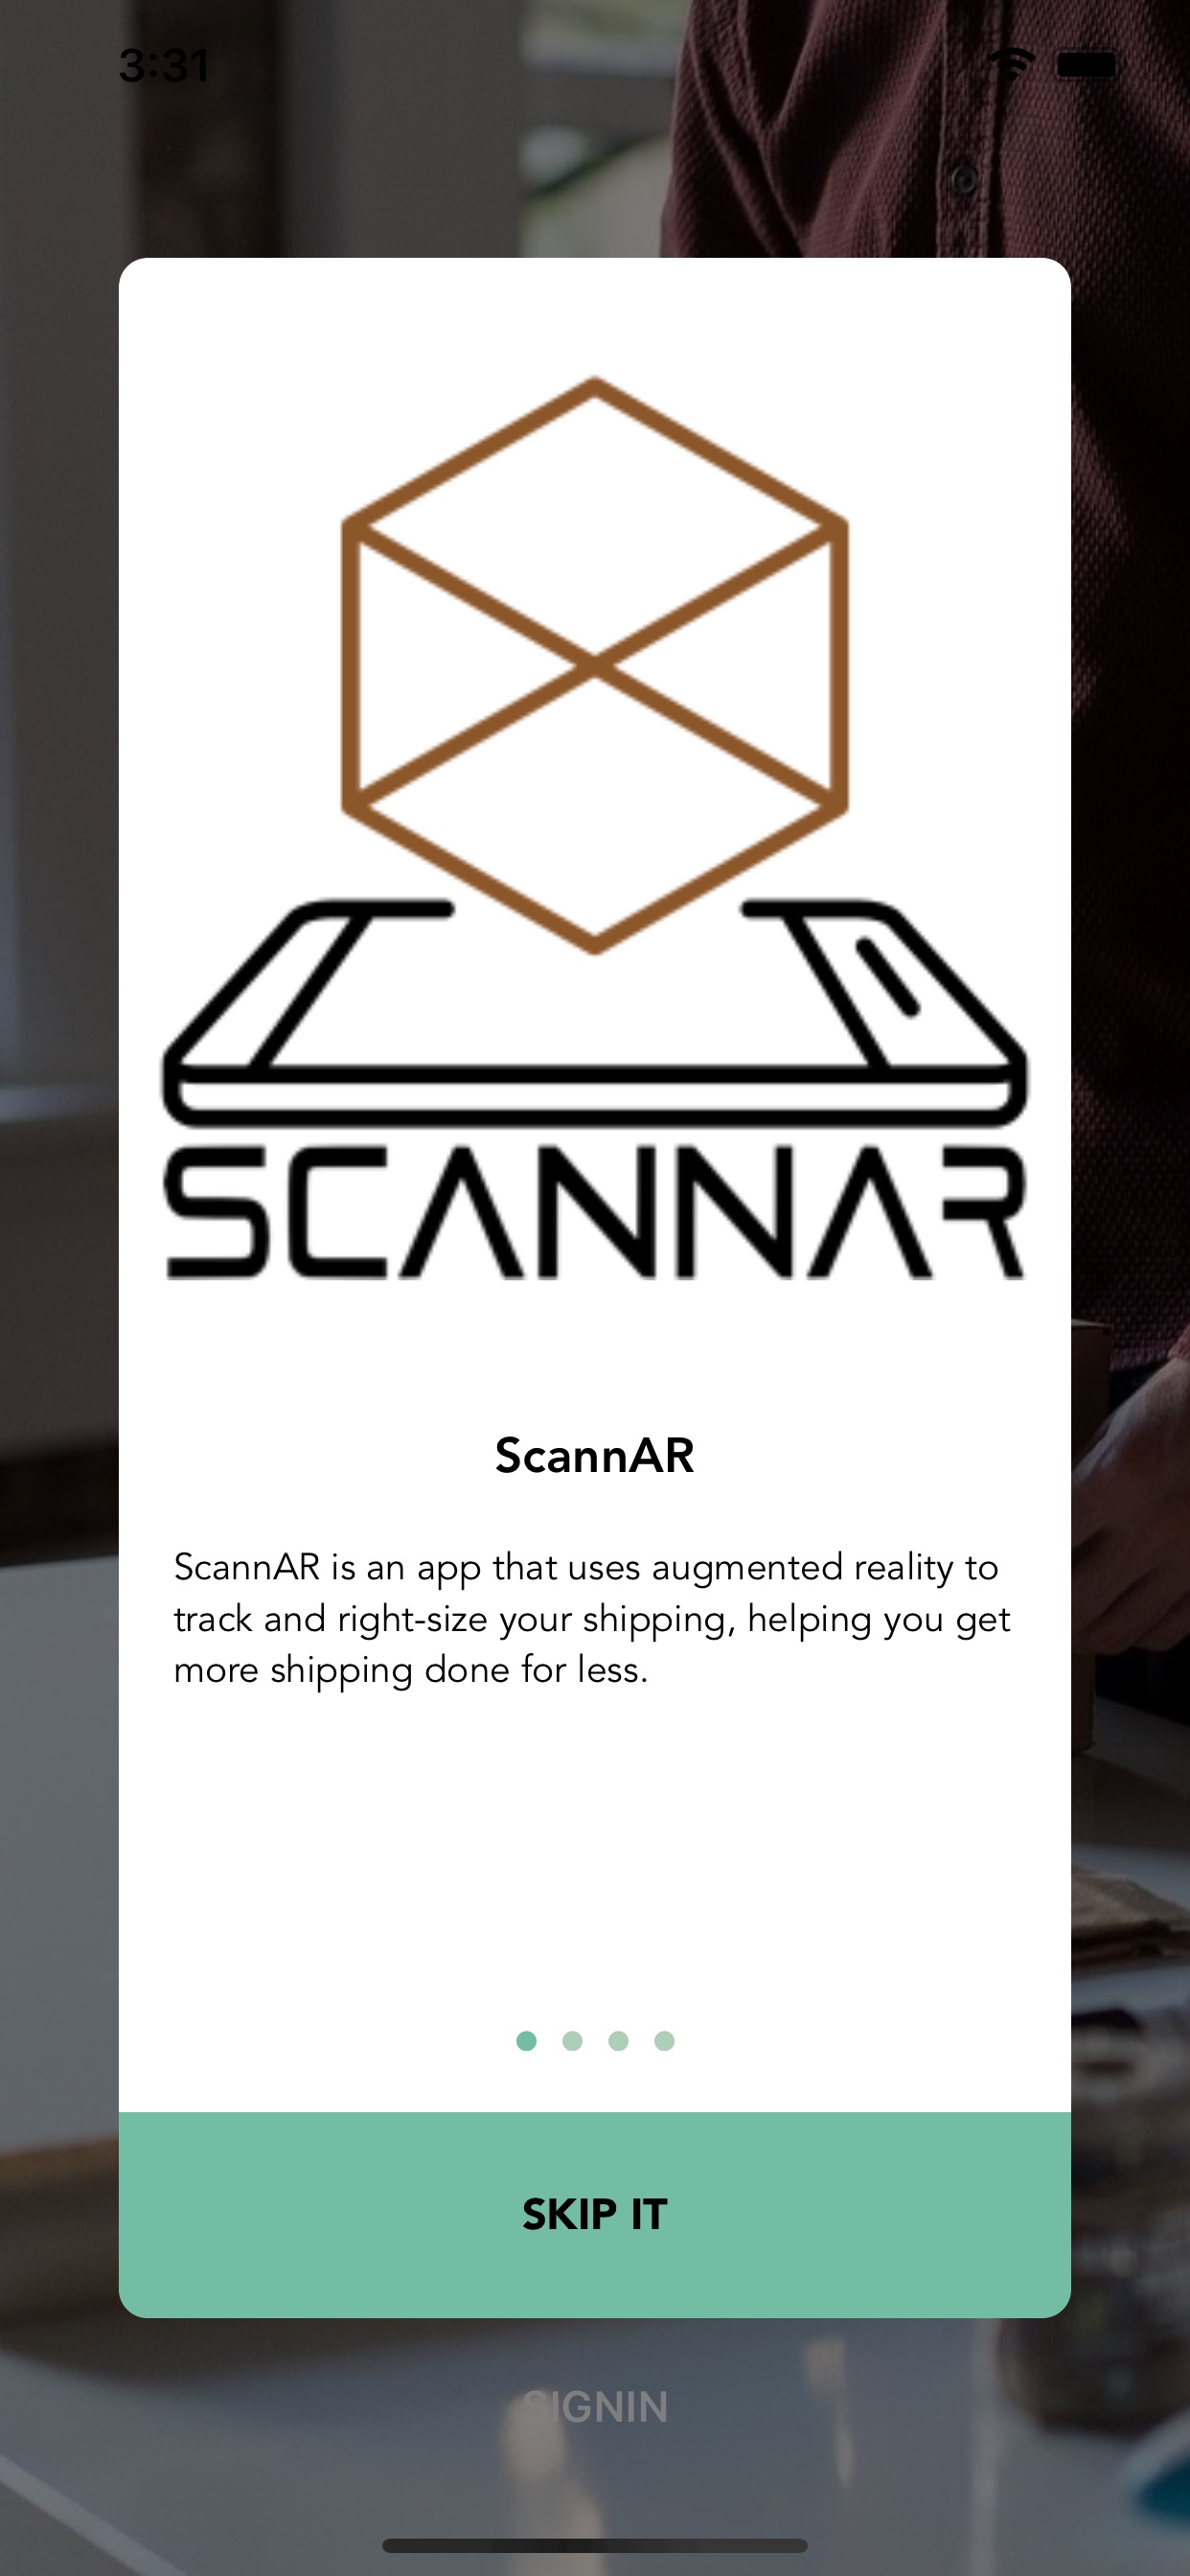 3:31
SCANNAR
ScannAR
ScannAR is an app that uses augmented reality to
track and right-size your shipping, helping you get
more shipping done for less.
SKIP IT
SIGNIN